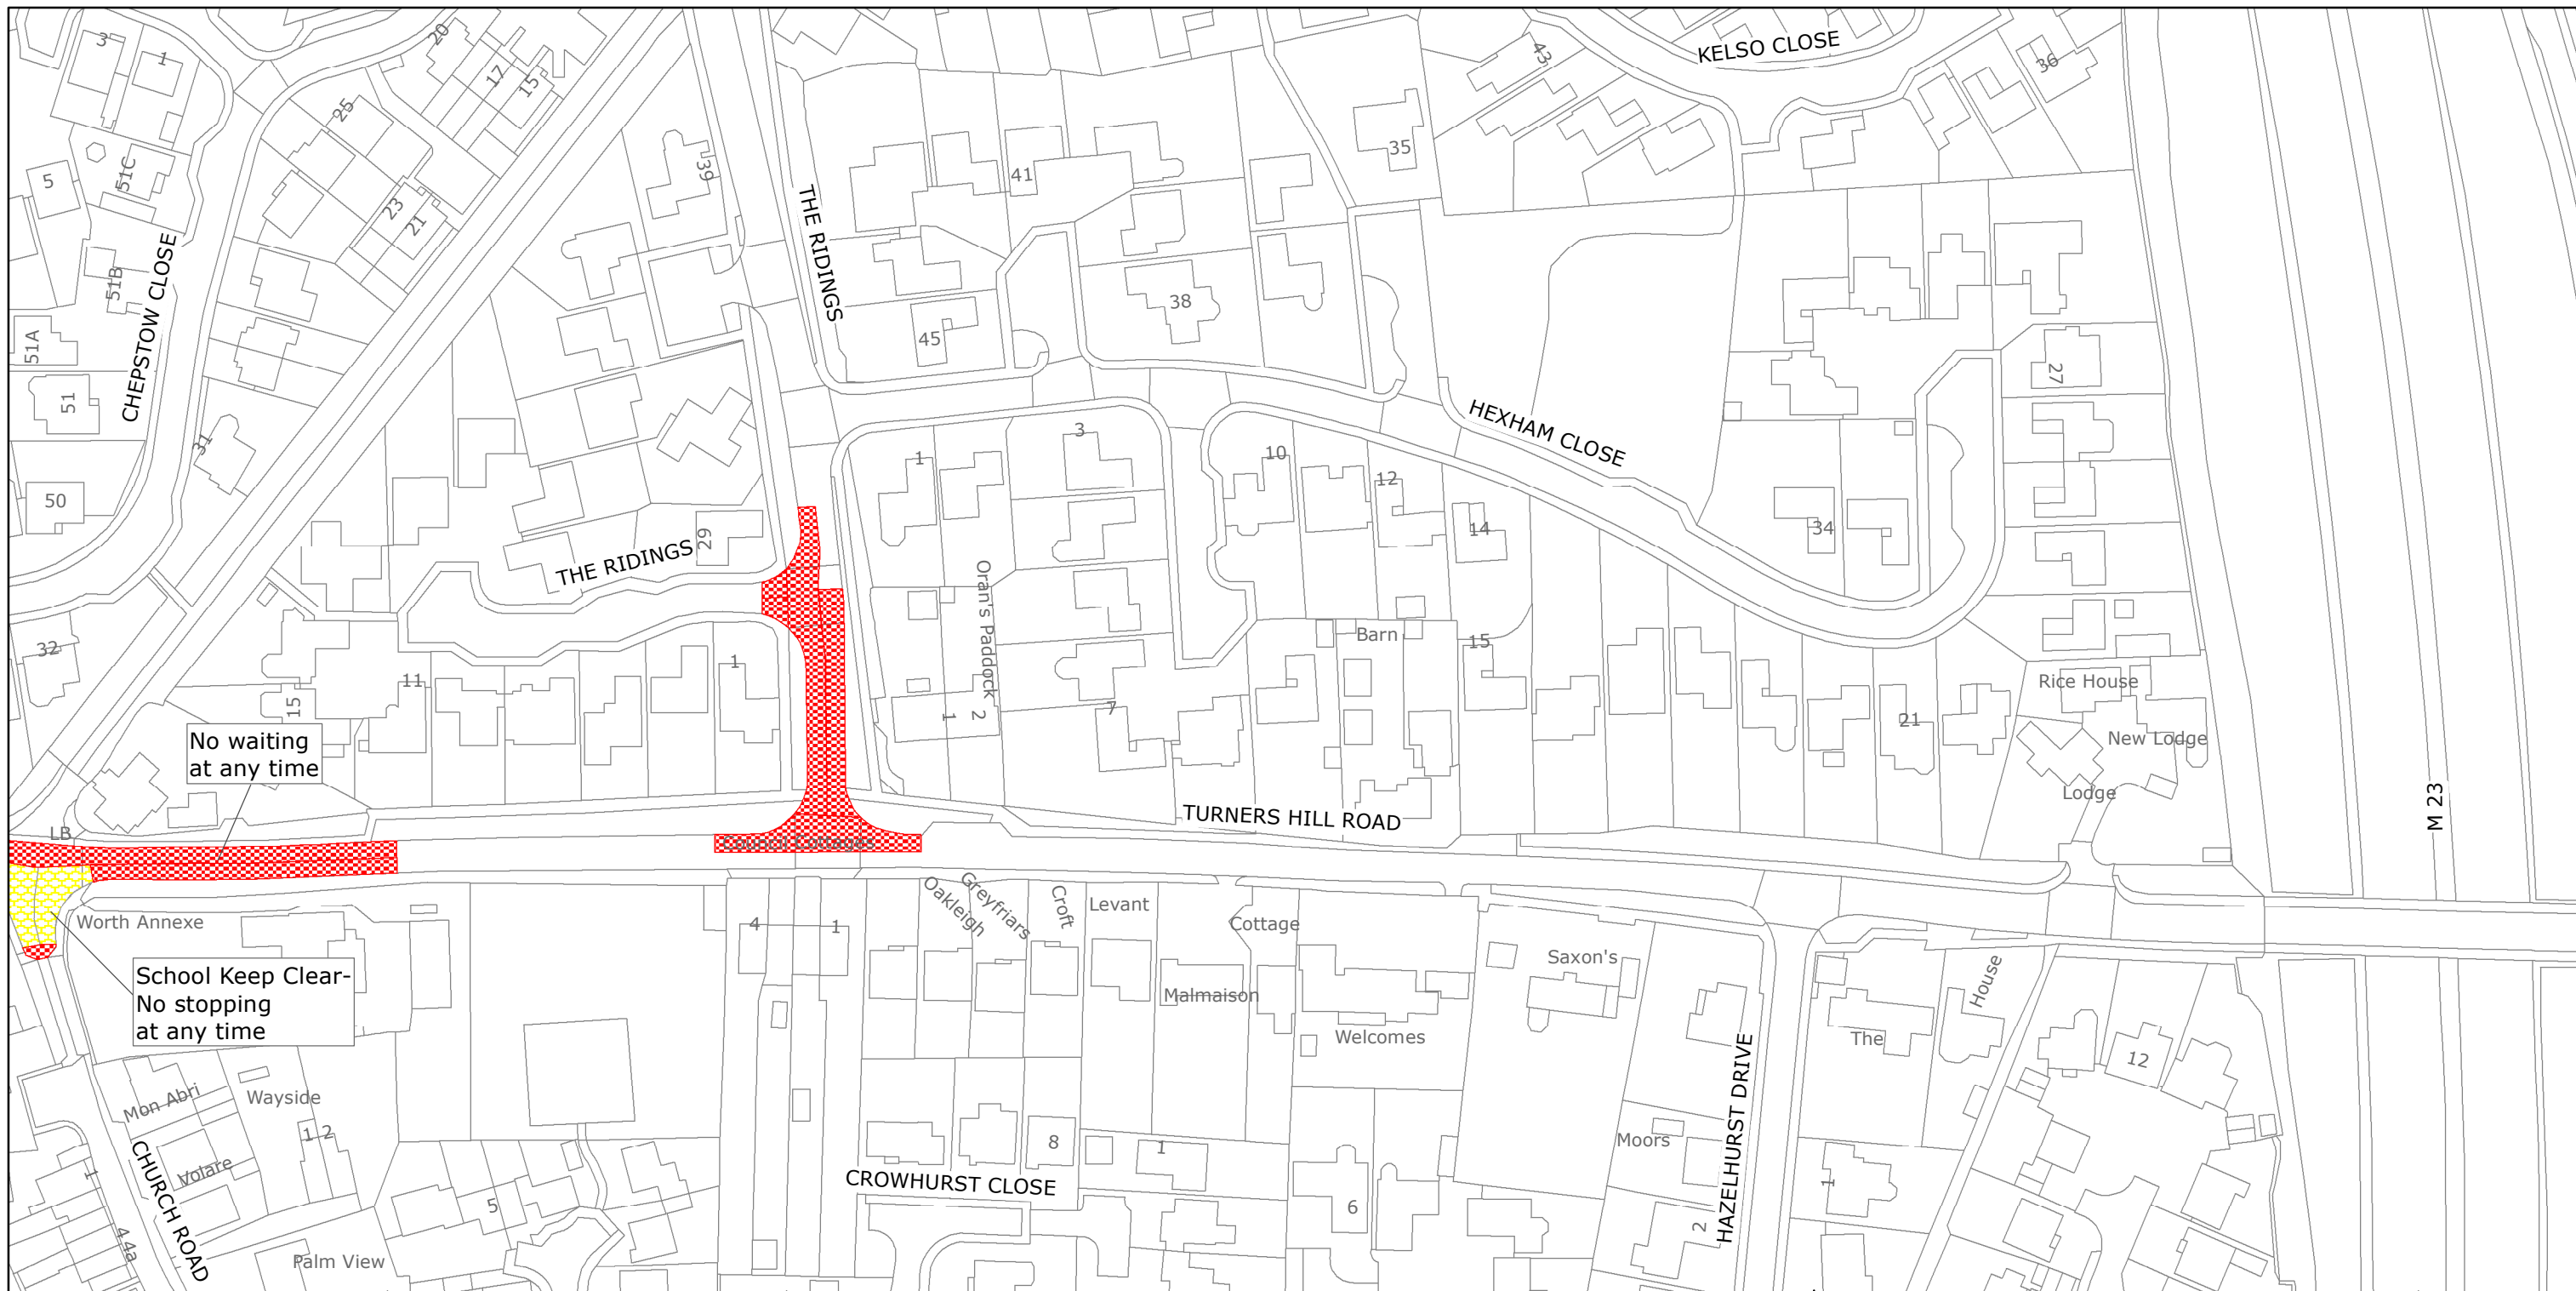 3
1
20
17
15
25
5
51C
23
21
39
THE RIDINGS
41
35
43
KELSO CLOSE
36
CHEPSTOW CLOSE
51B
51A
51
31
50
45
38
HEXHAM CLOSE
27
1
3
10
12
14
34
29
THE RIDINGS
Oran's Paddock
1
2
7
Barn
15
21
Rice House
New Lodge
Lodge
M 23
32
15
11
1
No waiting
at any time
LB
Council Cottages
TURNERS HILL ROAD
Worth Annexe
School Keep Clear-
No stopping
at any time
4
1
Oakleigh
Greyfriars
Croft
Levant
Cottage
Malmaison
Welcomes
Saxon's
The
House
12
Mon Abri
Wayside
1 2
Volare
1
4 4a
CHURCH ROAD
Palm View
5
8
1
CROWHURST CLOSE
6
Moors
2
HAZELHURST DRIVE
1